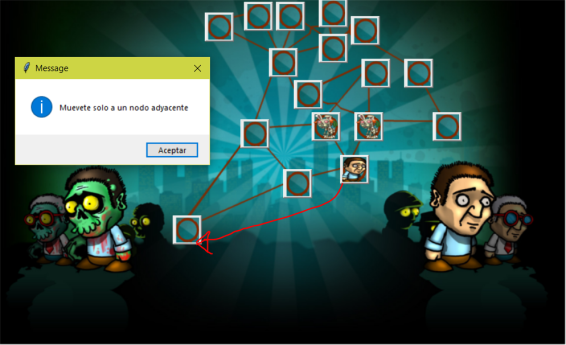 Message
Muevete solo a un nodo adyacente
Aceptar